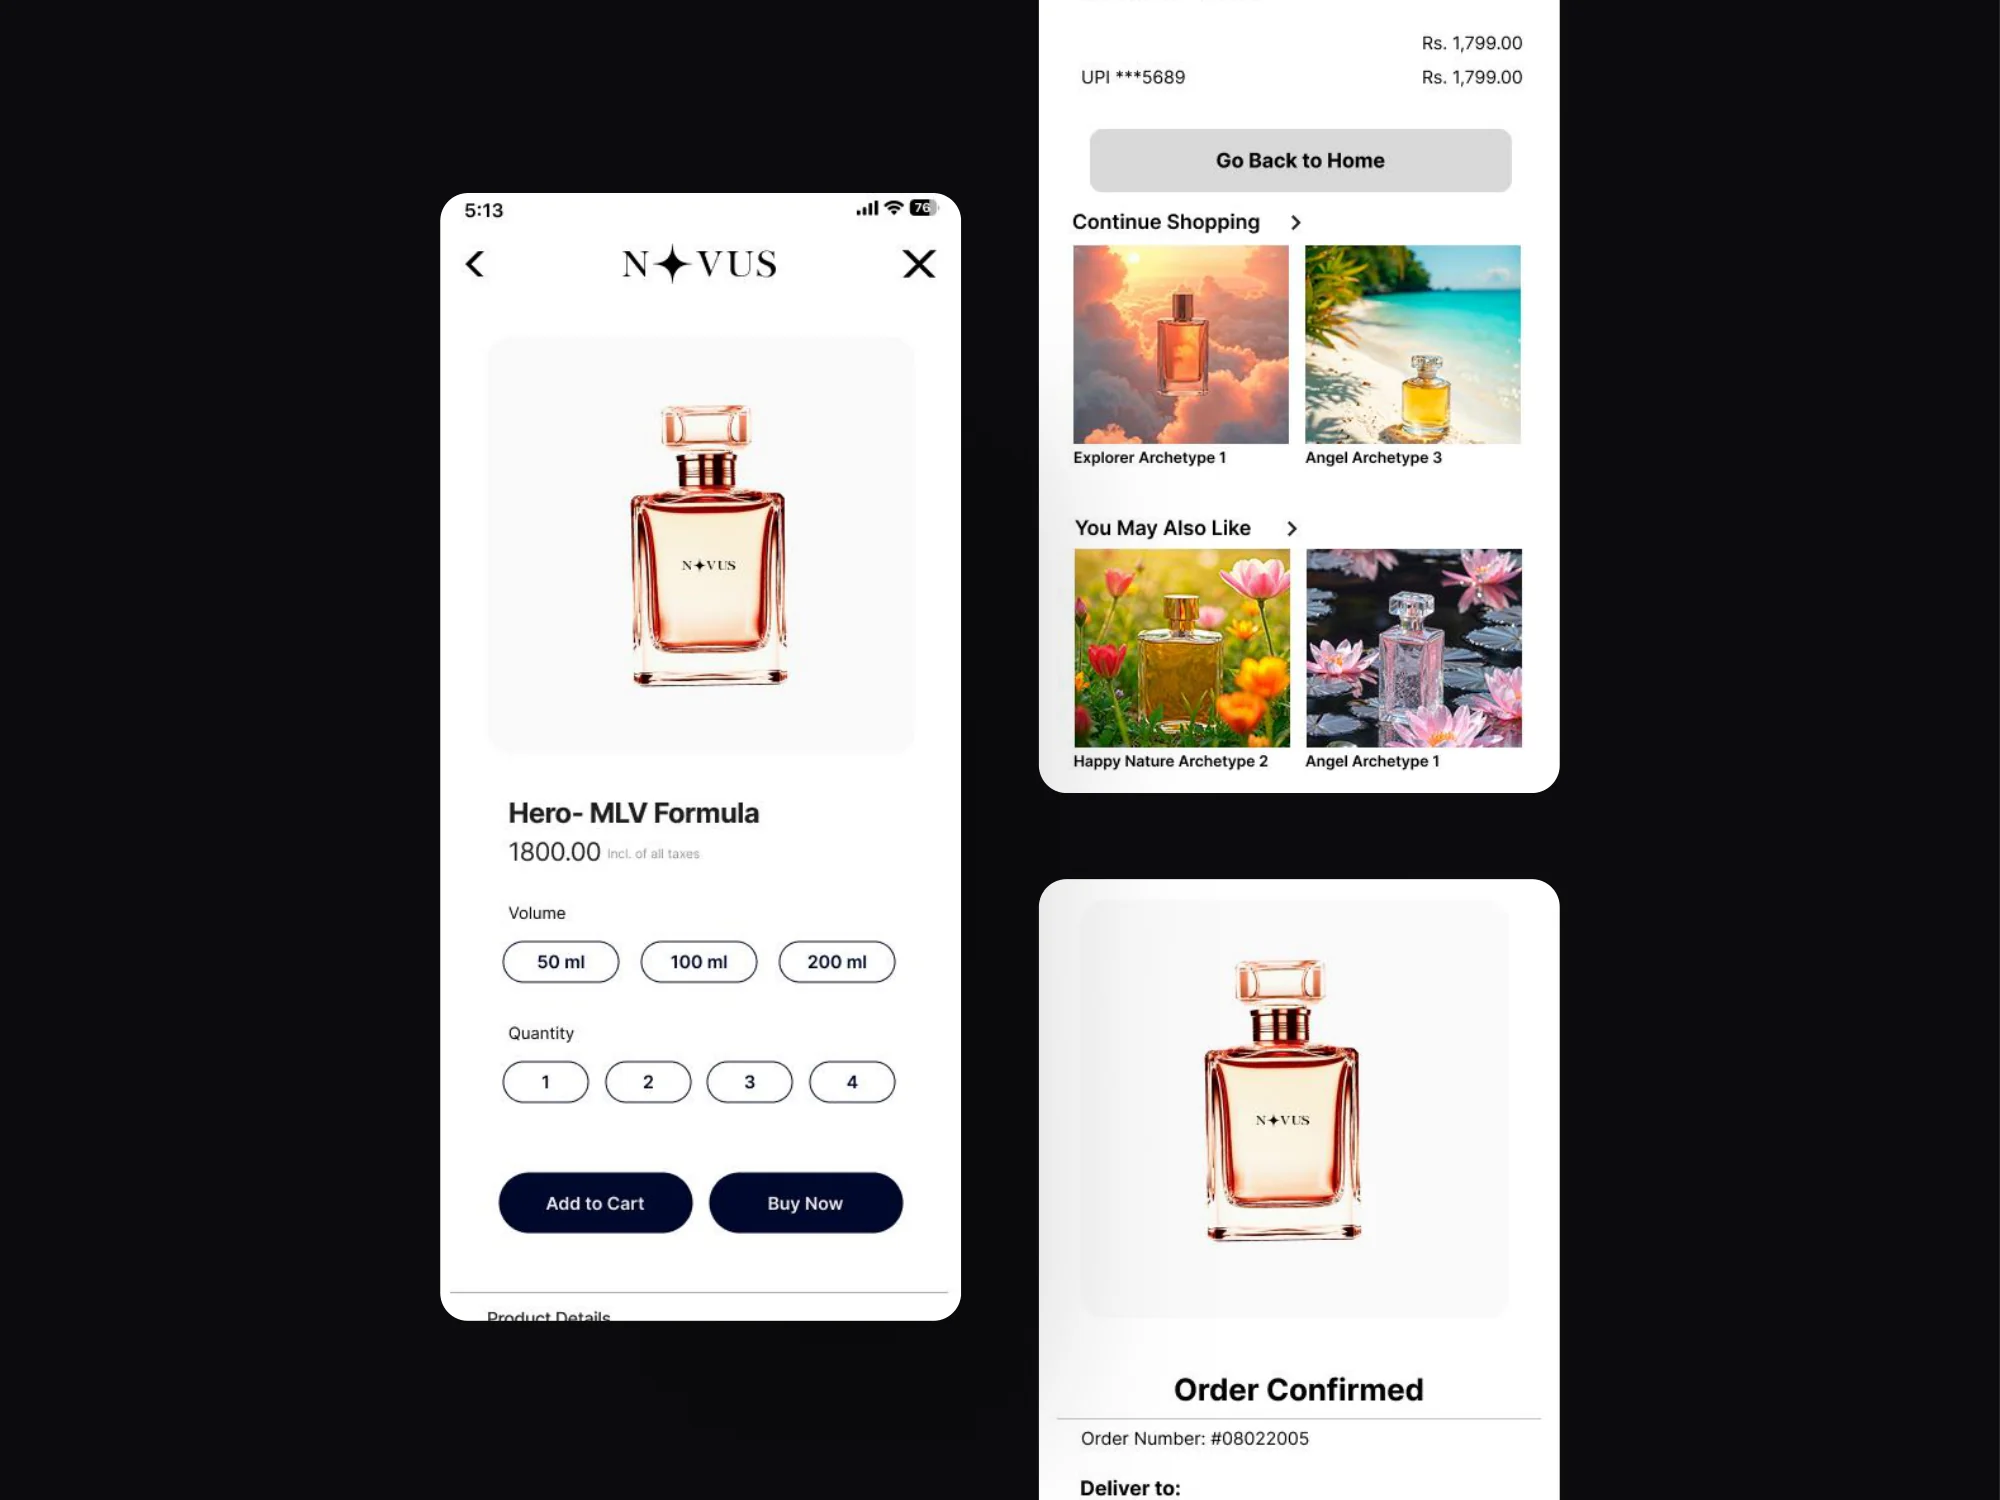 5:13
76
N✦VUS
N✦VUS
Hero- MLV Formula
1800.00 Incl. of all taxes
Volume
50 ml 100 ml 200 ml
Quantity
1 2 3 4
Add to Cart Buy Now
Product Details
Rs. 1,799.00
UPI ***5689 Rs. 1,799.00
Go Back to Home
Continue Shopping >
Explorer Archetype 1 Angel Archetype 3
You May Also Like >
Happy Nature Archetype 2 Angel Archetype 1
N✦VUS
Order Confirmed
Order Number: #08022005
Deliver to: